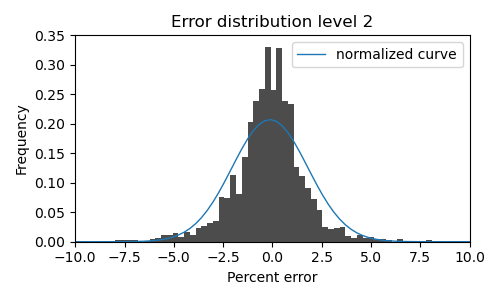 Error distribution level 2
0.35
0.30
0.25
0.20
0.15
0.10
0.05
0.00
Frequency
normalized curve
−10.0 −7.5 −5.0 −2.5 0.0 2.5 5.0 7.5 10.0
Percent error